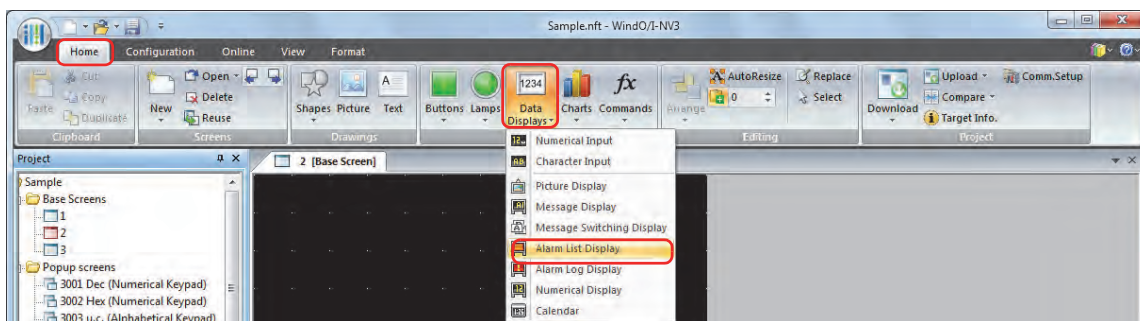 Sample.nft - WindO/I-NV3
Home Configuration Online View Format
Cut Open AutoResize Replace Upload Comm.Setup
Copy Delete 1234 A fx 0 Select Compare
Paste Duplicate New Reuse Shapes Picture Text Buttons Lamps Data Displays Charts Commands Arrange Download Target Info.
Clipboard Screens Drawings Editing Project
Numerical Input
Project 2 [Base Screen] Character Input
Sample Picture Display
Base Screens Message Display
1 Message Switching Display
2 Alarm List Display
3 Alarm Log Display
Popup screens Numerical Display
3001 Dec (Numerical Keypad) Calendar
3002 Hex (Numerical Keypad)
3003 u.c. (Alphabetical Keypad)